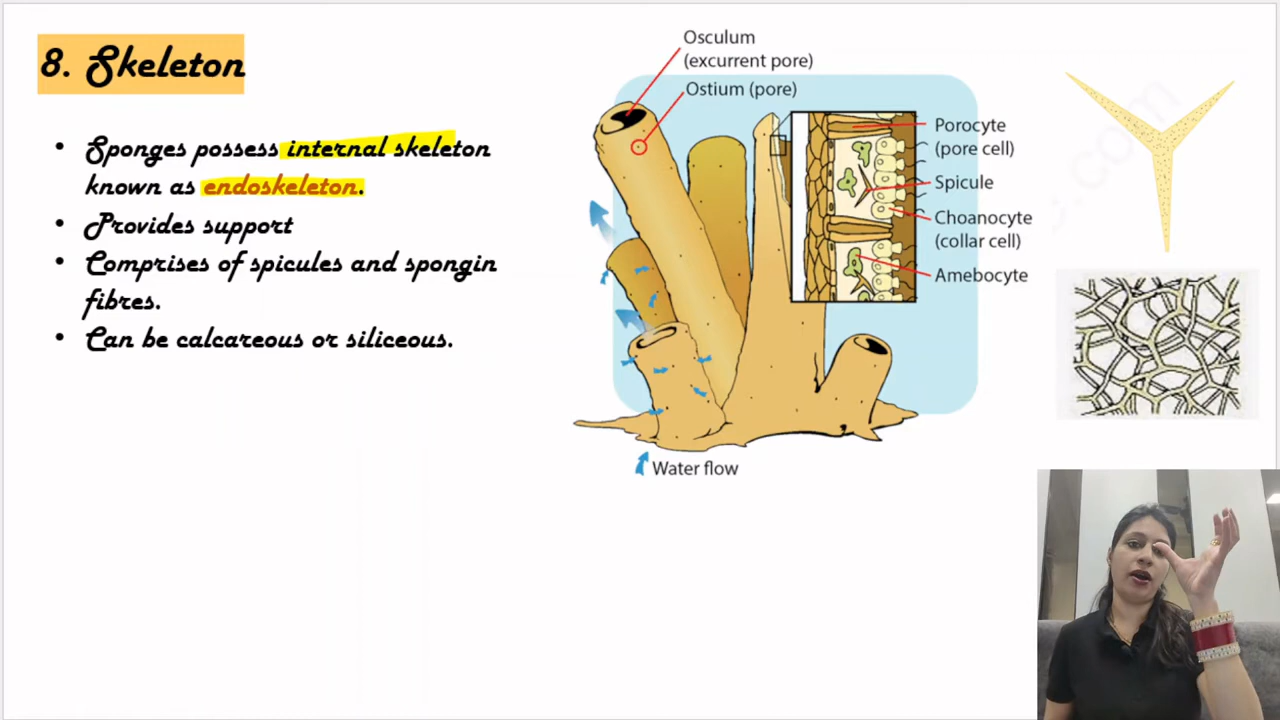 8. Skeleton
• Sponges possess internal skeleton
known as endoskeleton.
• Provides support
• Comprises of spicules and spongin
fibres.
• Can be calcareous or siliceous.
Osculum
(excurrent pore)
Ostium (pore)
Porocyte
(pore cell)
Spicule
Choanocyte
(collar cell)
Amebocyte
Water flow